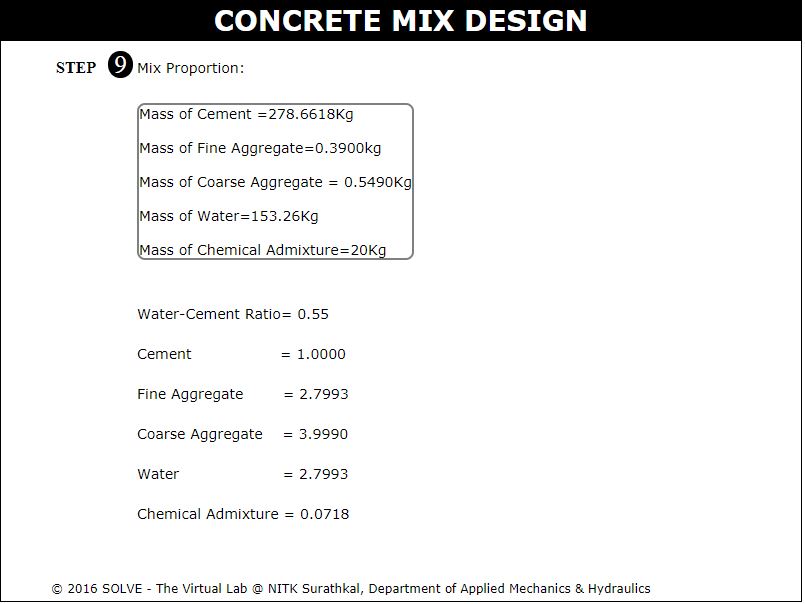 CONCRETE MIX DESIGN
STEP 9 Mix Proportion:
Mass of Cement =278.6618Kg
Mass of Fine Aggregate=0.3900kg
Mass of Coarse Aggregate = 0.5490Kg
Mass of Water=153.26Kg
Mass of Chemical Admixture=20Kg
Water-Cement Ratio= 0.55
Cement = 1.0000
Fine Aggregate = 2.7993
Coarse Aggregate = 3.9990
Water = 2.7993
Chemical Admixture = 0.0718
© 2016 SOLVE - The Virtual Lab @ NITK Surathkal, Department of Applied Mechanics & Hydraulics